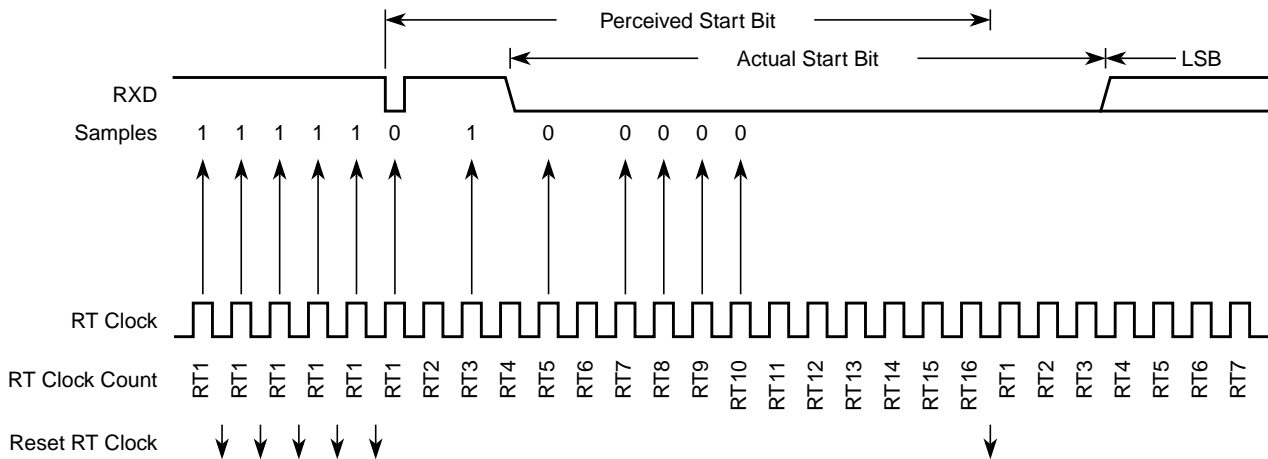 Perceived Start Bit
Actual Start Bit
LSB
RXD
Samples 1 1 1 1 1 0 1 0 0 0 0 0
RT Clock
RT Clock Count RT1 RT1 RT1 RT1 RT1 RT1 RT2 RT3 RT4 RT5 RT6 RT7 RT8 RT9 RT10 RT11 RT12 RT13 RT14 RT15 RT16 RT1 RT2 RT3 RT4 RT5 RT6 RT7
Reset RT Clock